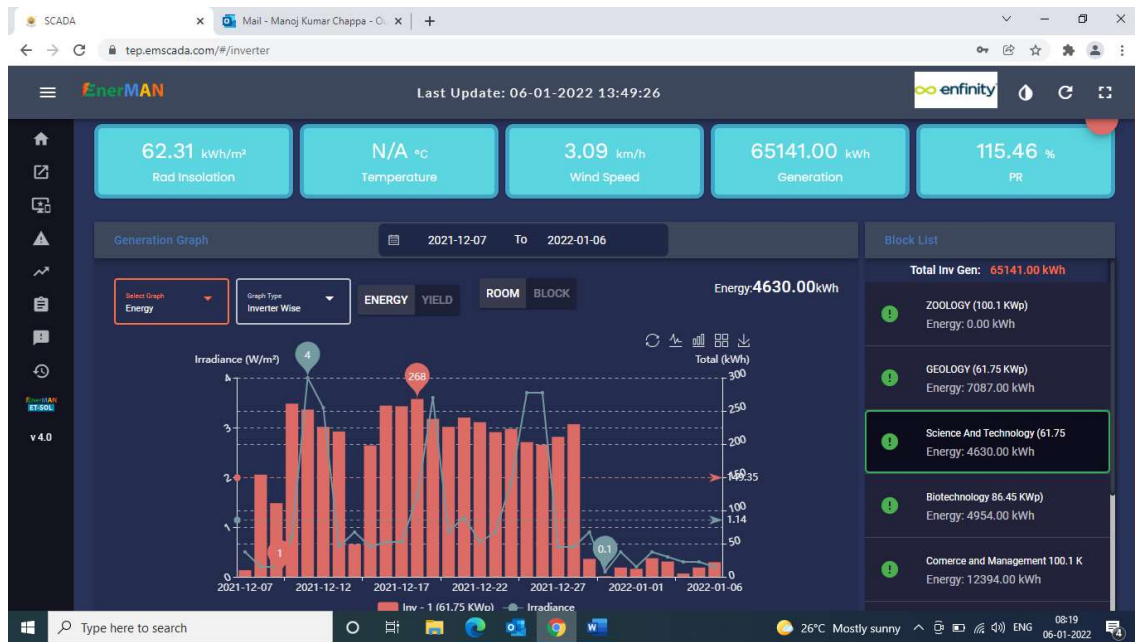 SCADA
Mail - Manoj Kumar Chappa - O
tep.emscada.com/#/inverter
EnerMAN
Last Update: 06-01-2022 13:49:26
enfinity
62.31 kWh/m²
Rad Insolation
N/A °C
Temperature
3.09 km/h
Wind Speed
65141.00 kWh
Generation
115.46 %
PR
Generation Graph
2021-12-07 To 2022-01-06
Block List
Select Graph
Energy
Graph Type
Inverter Wise
ENERGY YIELD
ROOM BLOCK
Energy:4630.00kWh
Total Inv Gen: 65141.00 kWh
ZOOLOGY (100.1 KWp)
Energy: 0.00 kWh
GEOLOGY (61.75 KWp)
Energy: 7087.00 kWh
Science And Technology (61.75
Energy: 4630.00 kWh
Biotechnology 86.45 KWp)
Energy: 4954.00 kWh
Comerce and Management 100.1 K
Energy: 12394.00 kWh
Irradiance (W/m²)
Total (kWh)
4
3
2
1
0
4
268
1
0.1
300
250
200
150
149.35
100
1.14
50
0
2021-12-07 2021-12-12 2021-12-17 2021-12-22 2021-12-27 2022-01-01 2022-01-06
Inv - 1 (61.75 KWp) Irradiance
EnerMAN
ET-SOL
v 4.0
Type here to search
26°C Mostly sunny
ENG
08:19
06-01-2022
4